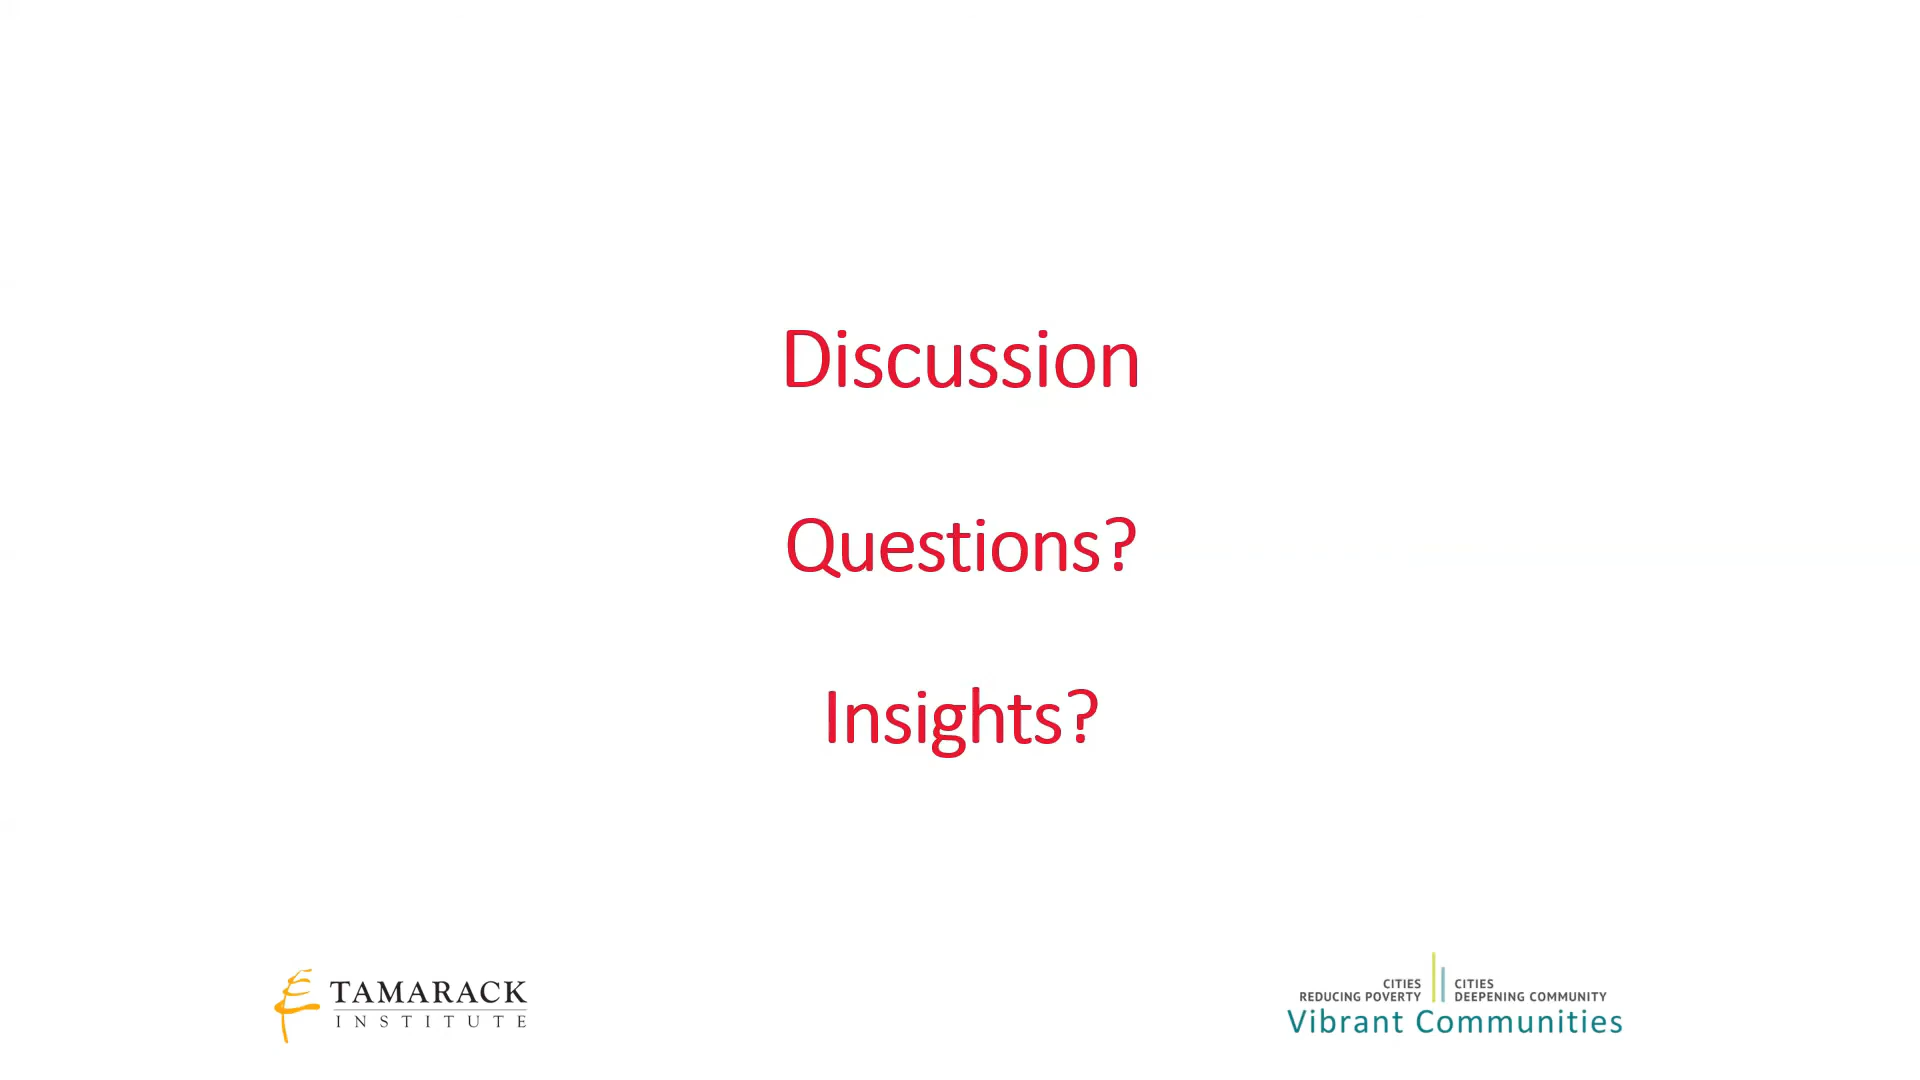 Discussion
Questions?
Insights?
TAMARACK
INSTITUTE
CITIES
REDUCING POVERTY
CITIES
DEEPENING COMMUNITY
Vibrant Communities